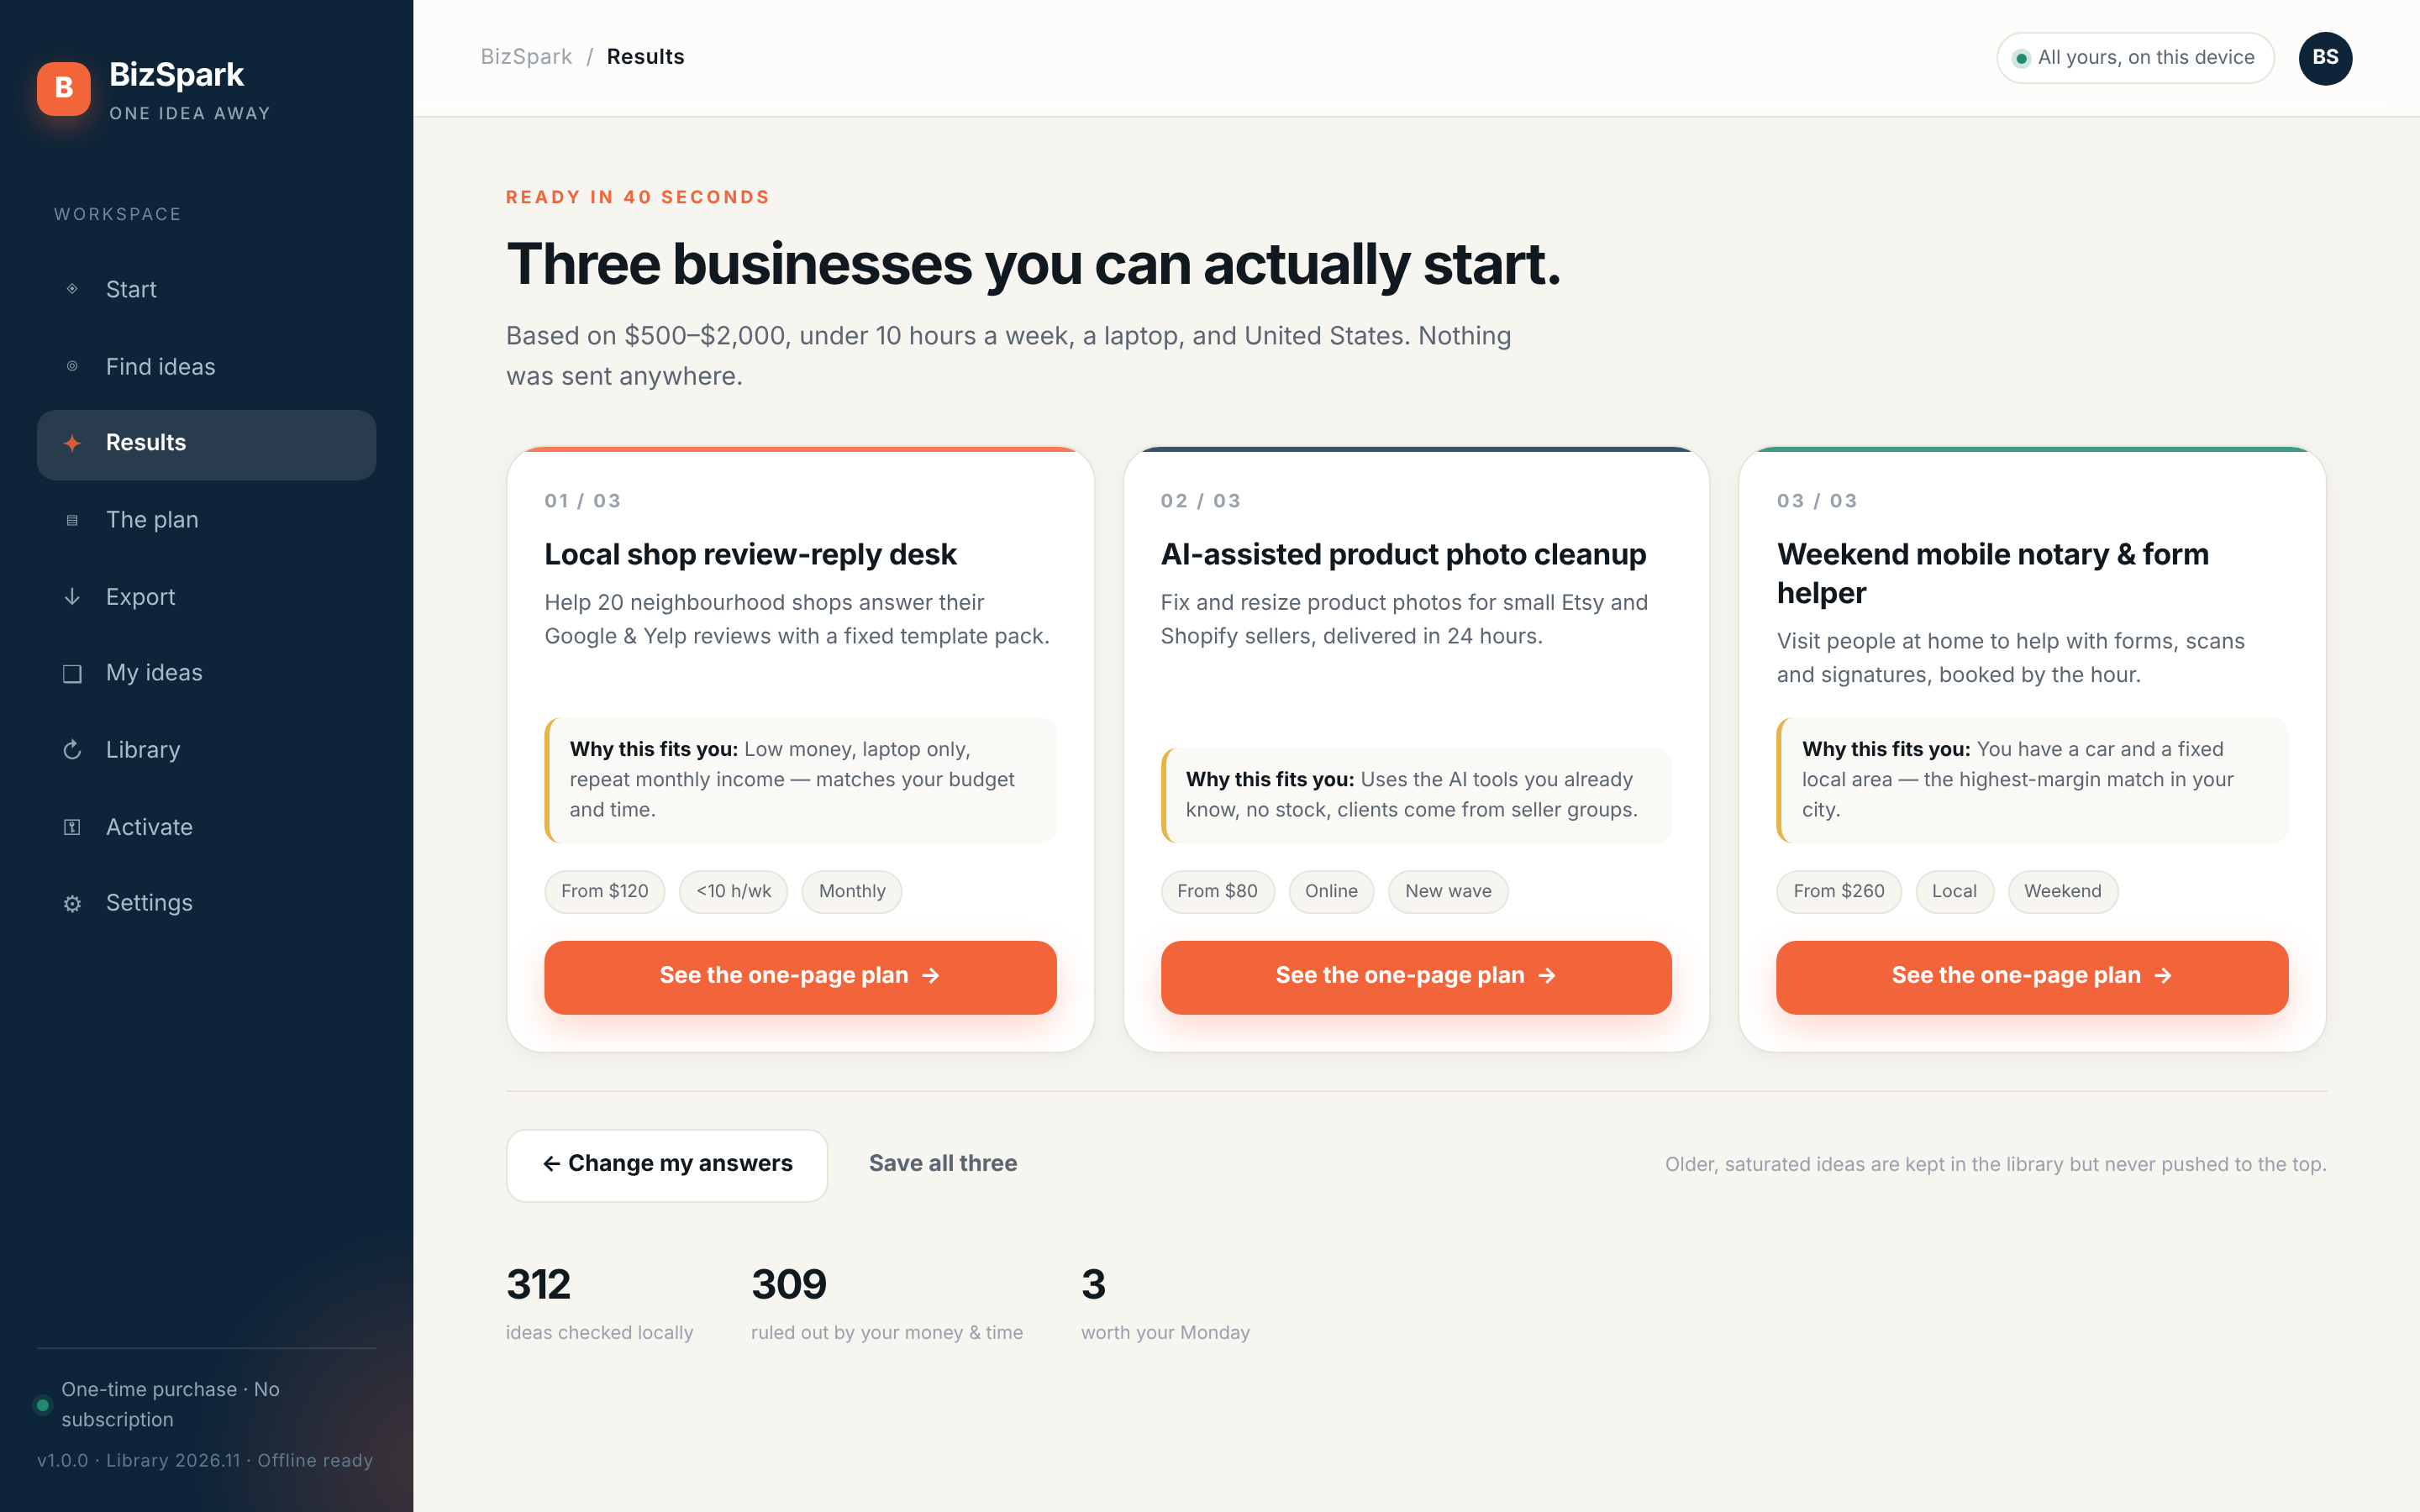 B
BizSpark
ONE IDEA AWAY
WORKSPACE
Start
Find ideas
Results
The plan
Export
My ideas
Library
Activate
Settings
One-time purchase · No
subscription
v1.0.0 · Library 2026.11 · Offline ready
BizSpark / Results
All yours, on this device
BS
READY IN 40 SECONDS
Three businesses you can actually start.
Based on $500–$2,000, under 10 hours a week, a laptop, and United States. Nothing
was sent anywhere.
01 / 03
Local shop review-reply desk
Help 20 neighbourhood shops answer their
Google & Yelp reviews with a fixed template pack.
Why this fits you: Low money, laptop only,
repeat monthly income — matches your budget
and time.
From $120 <10 h/wk Monthly
See the one-page plan →
02 / 03
AI-assisted product photo cleanup
Fix and resize product photos for small Etsy and
Shopify sellers, delivered in 24 hours.
Why this fits you: Uses the AI tools you already
know, no stock, clients come from seller groups.
From $80 Online New wave
See the one-page plan →
03 / 03
Weekend mobile notary & form
helper
Visit people at home to help with forms, scans
and signatures, booked by the hour.
Why this fits you: You have a car and a fixed
local area — the highest-margin match in your
city.
From $260 Local Weekend
See the one-page plan →
← Change my answers
Save all three
Older, saturated ideas are kept in the library but never pushed to the top.
312
ideas checked locally
309
ruled out by your money & time
3
worth your Monday